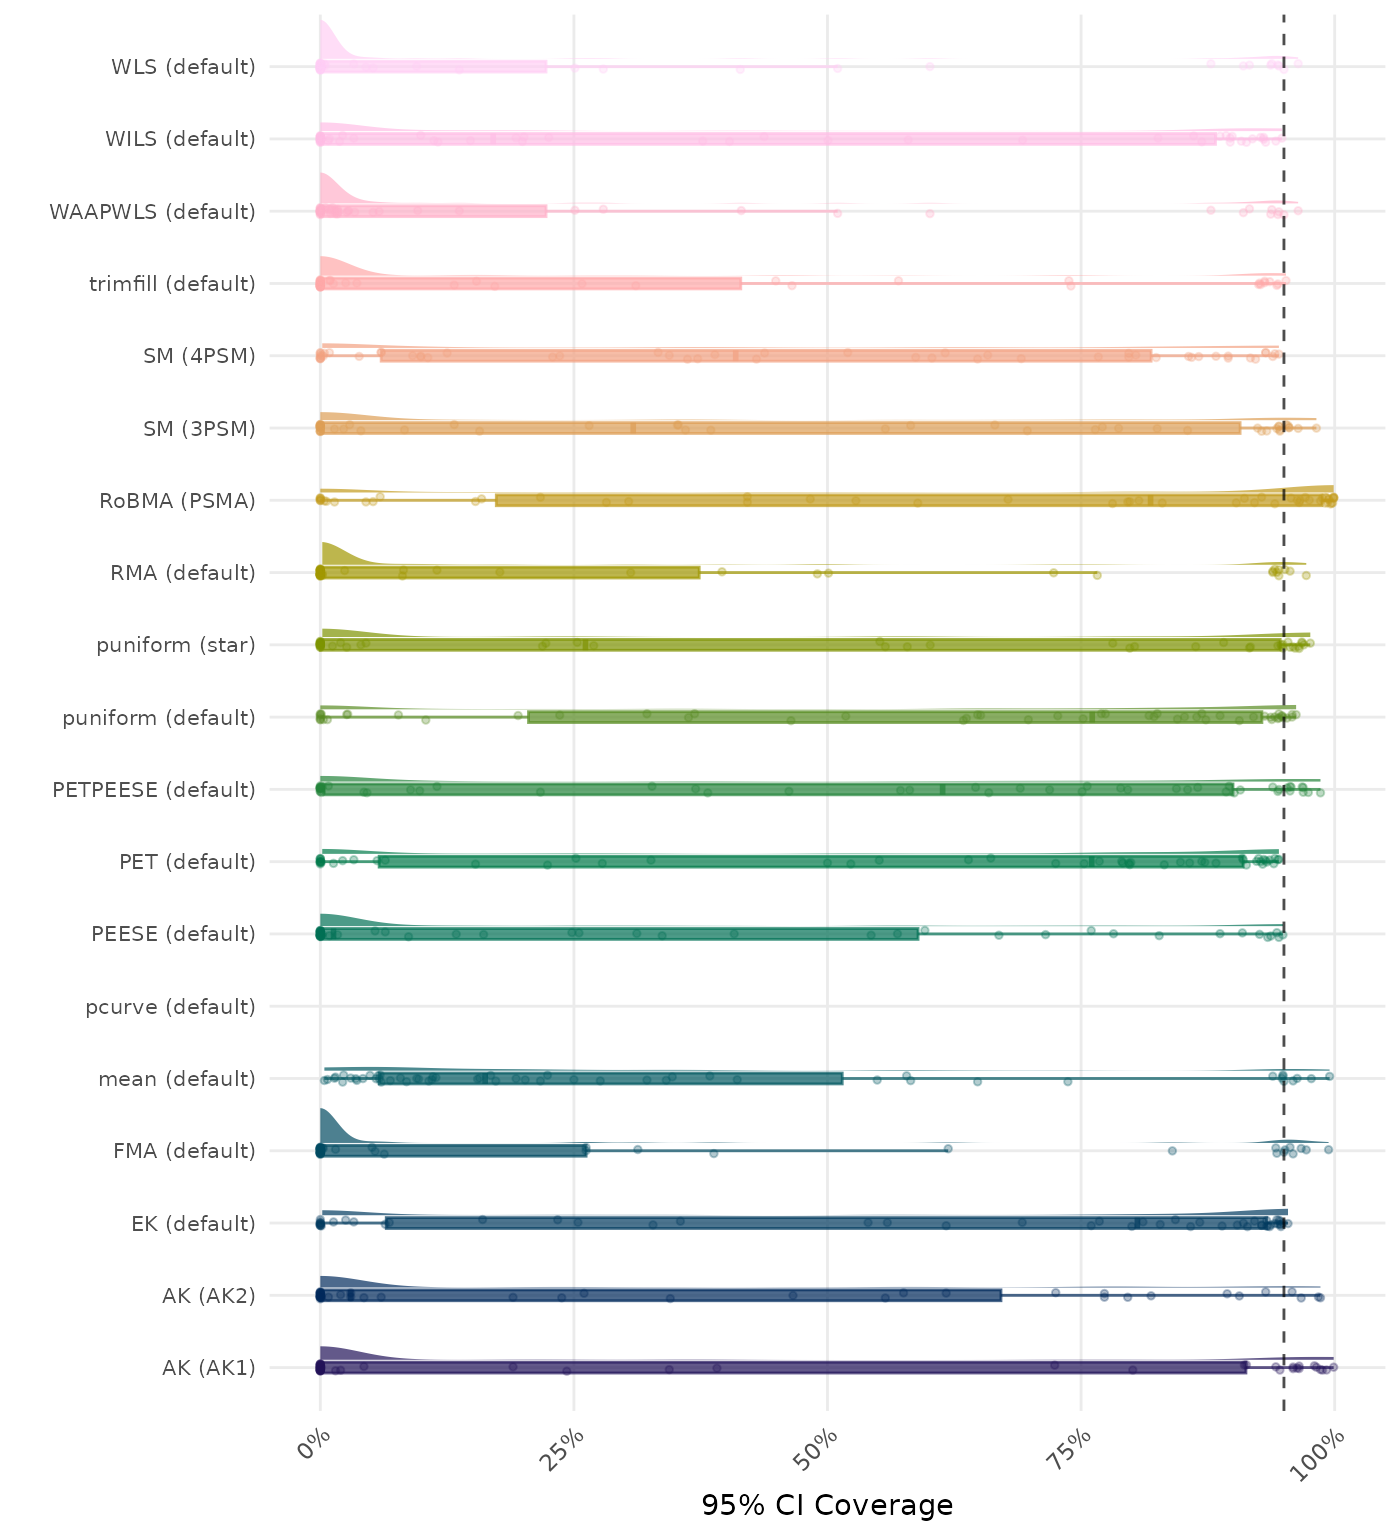 WLS (default)
WILS (default)
WAAPWLS (default)
trimfill (default)
SM (4PSM)
SM (3PSM)
RoBMA (PSMA)
RMA (default)
puniform (star)
puniform (default)
PETPEESE (default)
PET (default)
PEESE (default)
pcurve (default)
mean (default)
FMA (default)
EK (default)
AK (AK2)
AK (AK1)
0%
25%
50%
75%
100%
95% CI Coverage